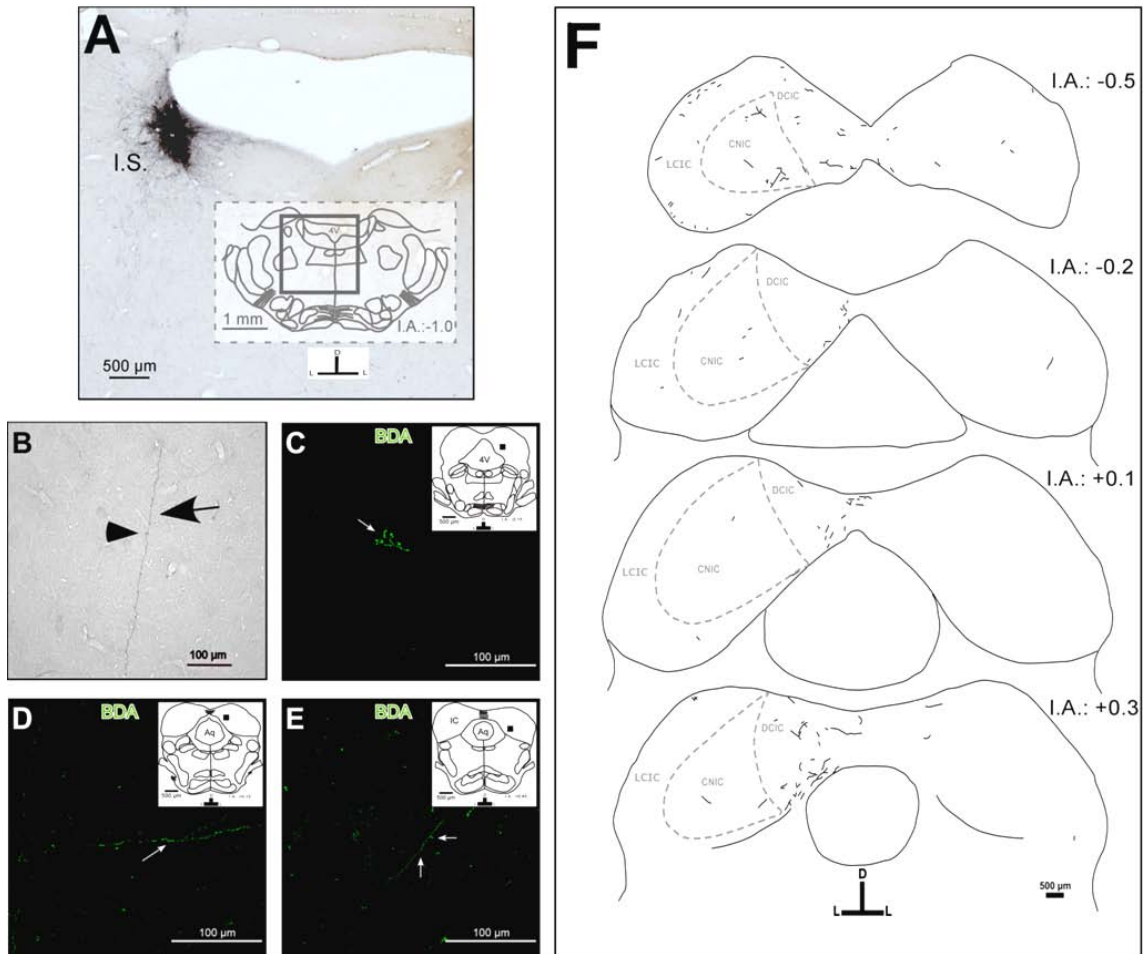 A
I.S.
4V
1 mm
I.A.:-1.0
500 µm
D
L L
B
100 µm
C
BDA
4V
500 µm
100 µm
D
BDA
Aq
500 µm
100 µm
E
BDA
IC
Aq
500 µm
100 µm
F
I.A.: -0.5
DCIC
CNIC
LCIC
I.A.: -0.2
DCIC
LCIC
CNIC
I.A.: +0.1
DCIC
LCIC
CNIC
I.A.: +0.3
DCIC
LCIC
CNIC
D
L L
500 µm